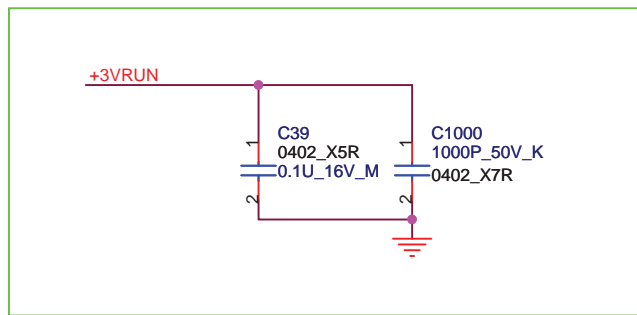 +3VRUN
1
C39
0402_X5R
0.1U_16V_M
2
1
C1000
1000P_50V_K
0402_X7R
2